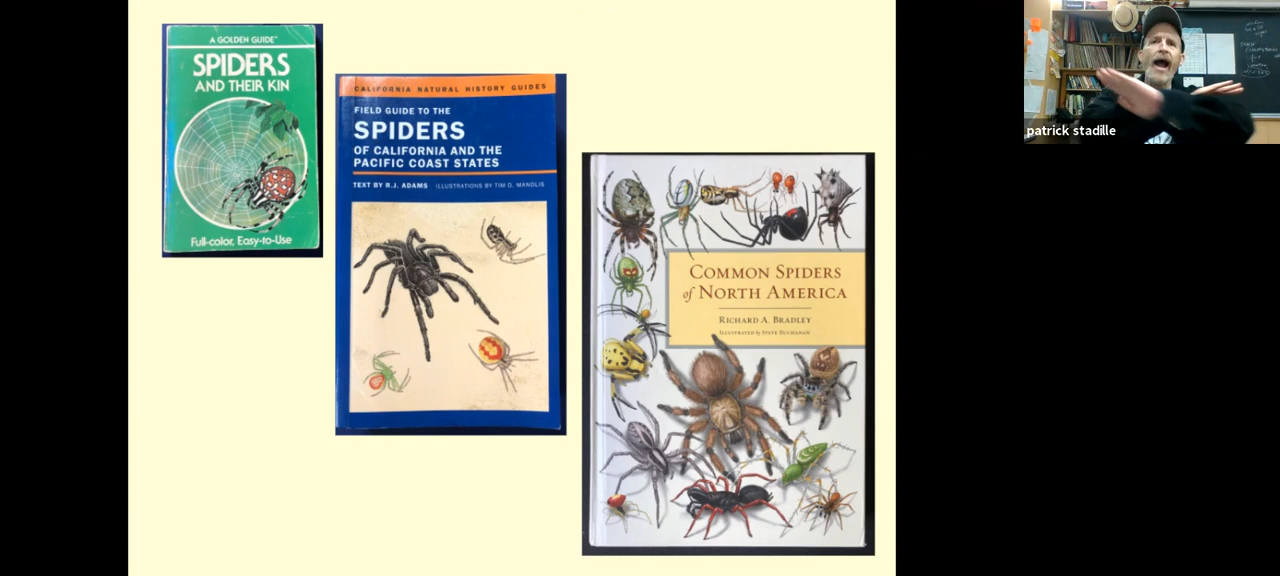 A GOLDEN GUIDE™
SPIDERS
AND THEIR KIN
Full-color, Easy-to-Use
CALIFORNIA NATURAL HISTORY GUIDES
FIELD GUIDE TO THE
SPIDERS
OF CALIFORNIA AND THE
PACIFIC COAST STATES
TEXT BY R.J. ADAMS ILLUSTRATIONS BY TIM D. MANOLIS
COMMON SPIDERS
of NORTH AMERICA
RICHARD A. BRADLEY
ILLUSTRATED by STEVE BUCHANAN
patrick stadille